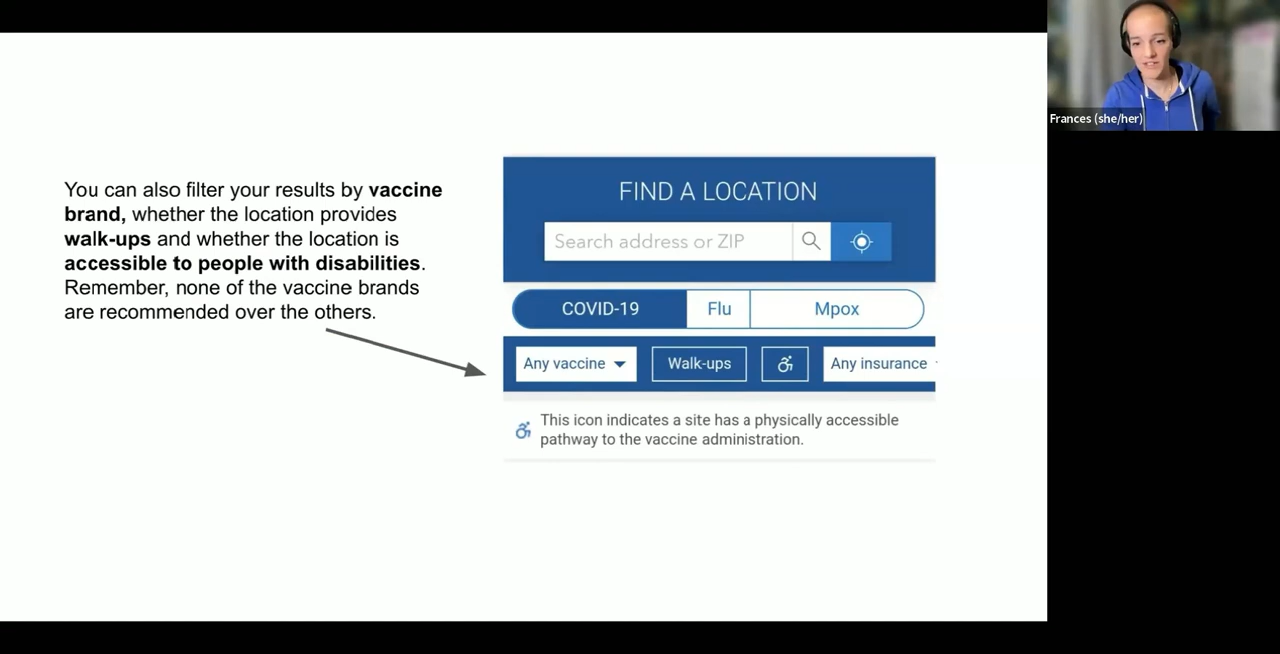 You can also filter your results by vaccine
brand, whether the location provides
walk-ups and whether the location is
accessible to people with disabilities.
Remember, none of the vaccine brands
are recommended over the others.
FIND A LOCATION
Search address or ZIP
COVID-19 Flu Mpox
Any vaccine Walk-ups Any insurance
This icon indicates a site has a physically accessible
pathway to the vaccine administration.
Frances (she/her)